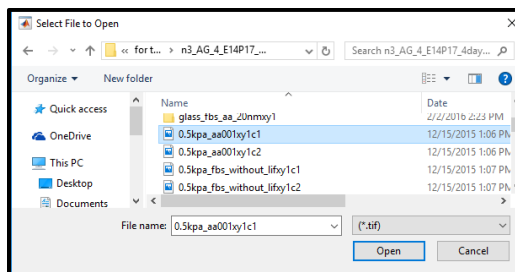 Select File to Open
« for t... > n3_AG_4_E14P17_... Search n3_AG_4_E14P17_4day...
Organize New folder
Name Date
Quick access
OneDrive
This PC
Desktop
Documents
glass_fbs_aa_20nmxy1 2/2/2016 2:23 PM
0.5kpa_aa001xy1c1 12/15/2015 1:06 PM
0.5kpa_aa001xy1c2 12/15/2015 1:06 PM
0.5kpa_fbs_without_lifxy1c1 12/15/2015 1:07 PM
0.5kpa_fbs_without_lifxy1c2 12/15/2015 1:07 PM
File name: 0.5kpa_aa001xy1c1 (*.tif)
Open Cancel